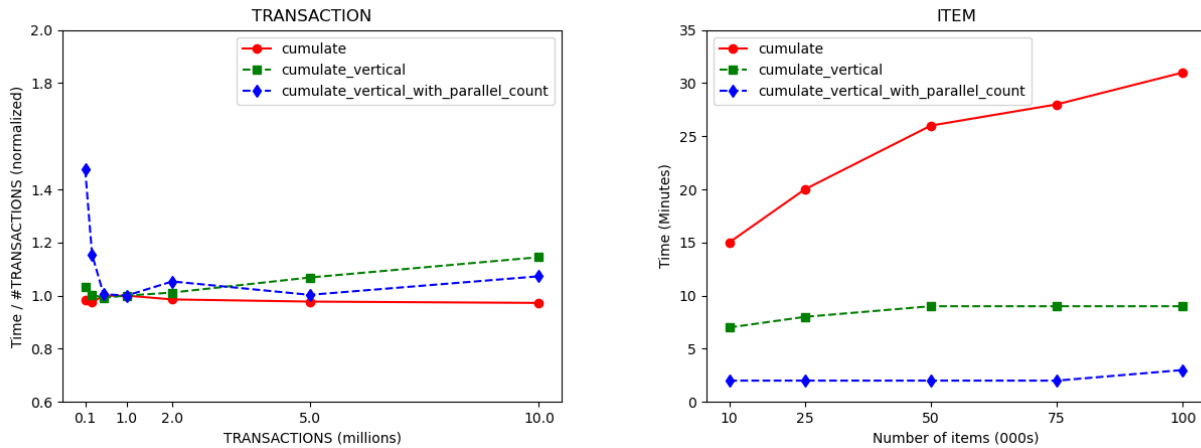 TRANSACTION
2.0
1.8
1.4
1.2
1.0
0.8
0.6
Time / #TRANSACTIONS (normalized)
cumulate
cumulate_vertical
cumulate_vertical_with_parallel_count
0.1 1.0 2.0 5.0 10.0
TRANSACTIONS (millions)
ITEM
35
30
25
20
15
10
5
0
Time (Minutes)
cumulate
cumulate_vertical
cumulate_vertical_with_parallel_count
10 25 50 75 100
Number of items (000s)